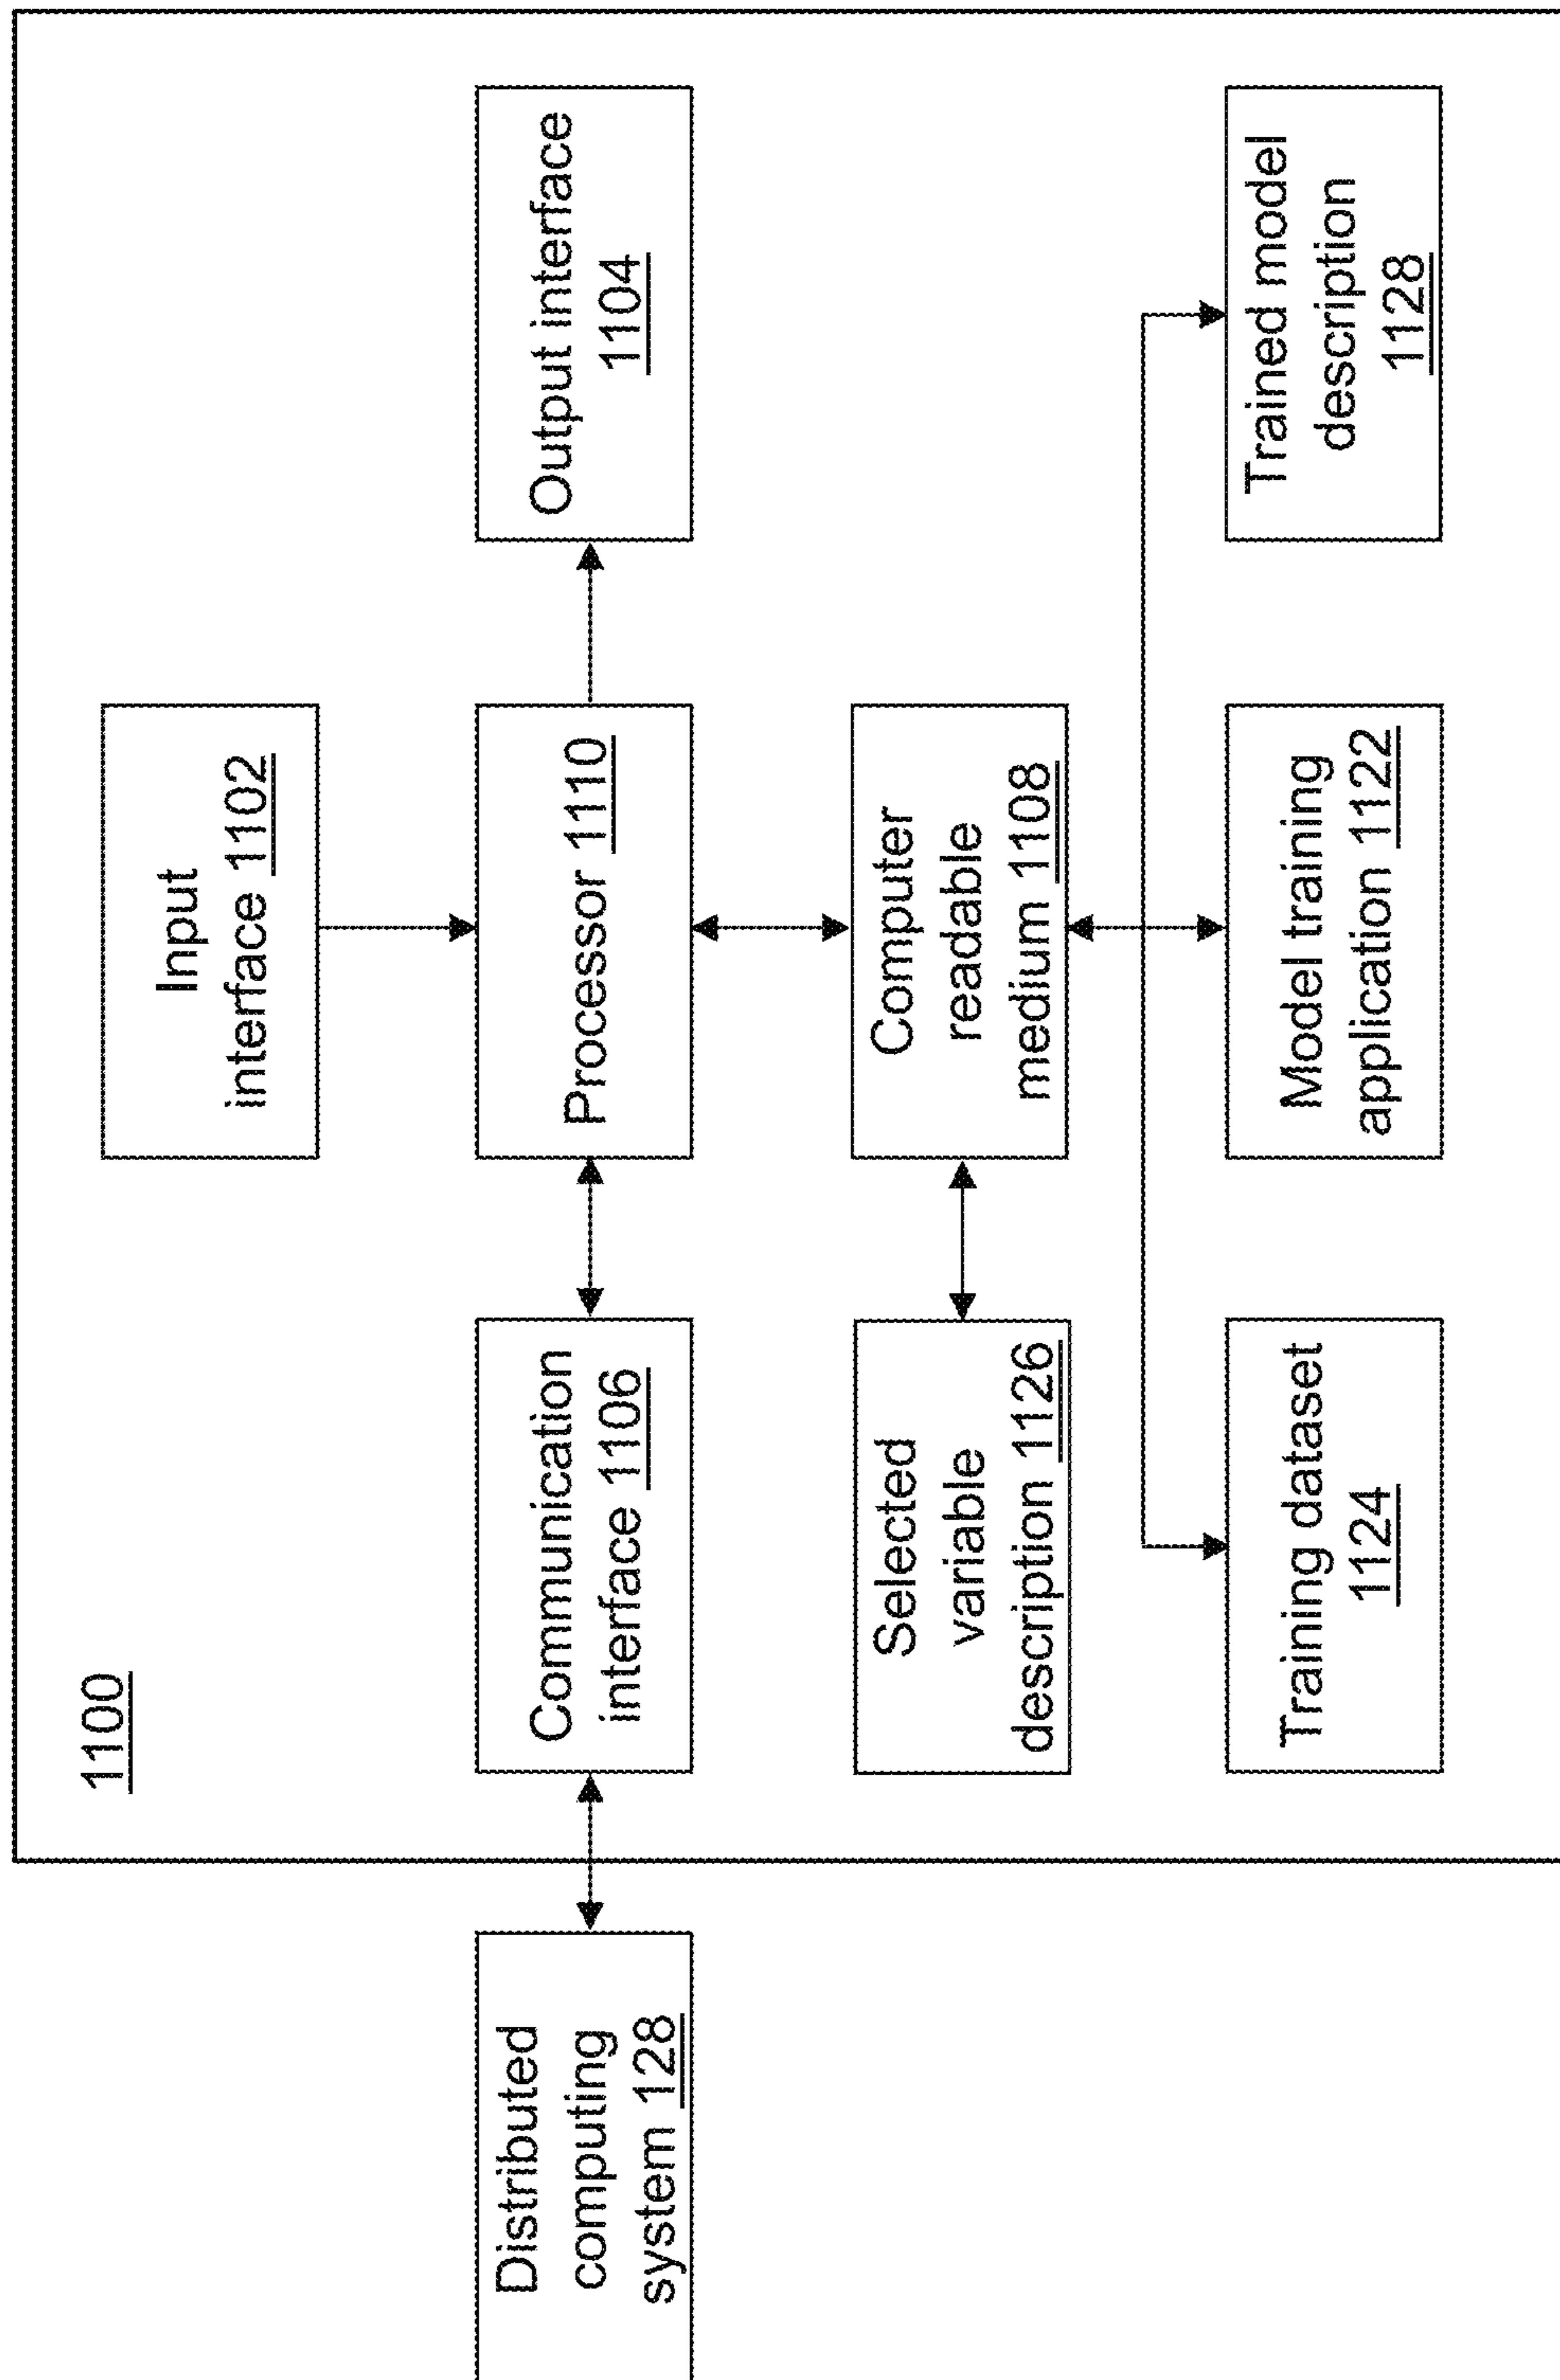 1100
Input
interface 1102
Distributed
computing
system 128
Communication
interface 1106
Processor 1110
Output interface
1104
Selected
variable
description 1126
Computer
readable
medium 1108
Training dataset
1124
Model training
application 1122
Trained model
description
1128